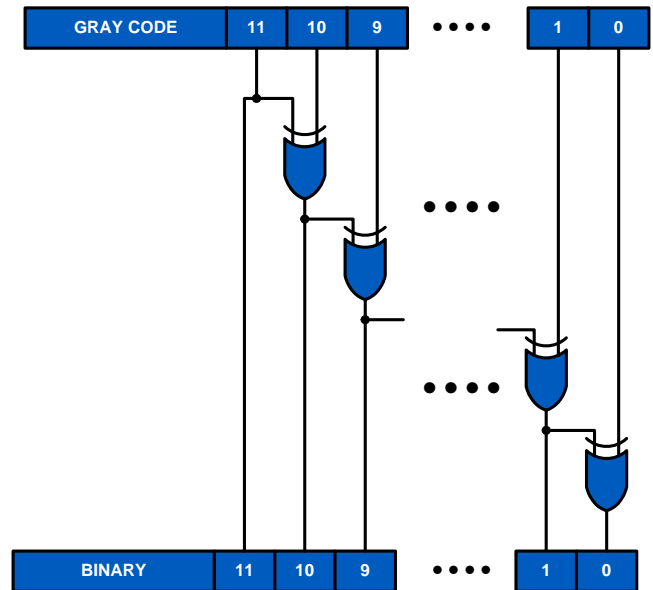 GRAY CODE 11 10 9 •••• 1 0
BINARY 11 10 9 •••• 1 0